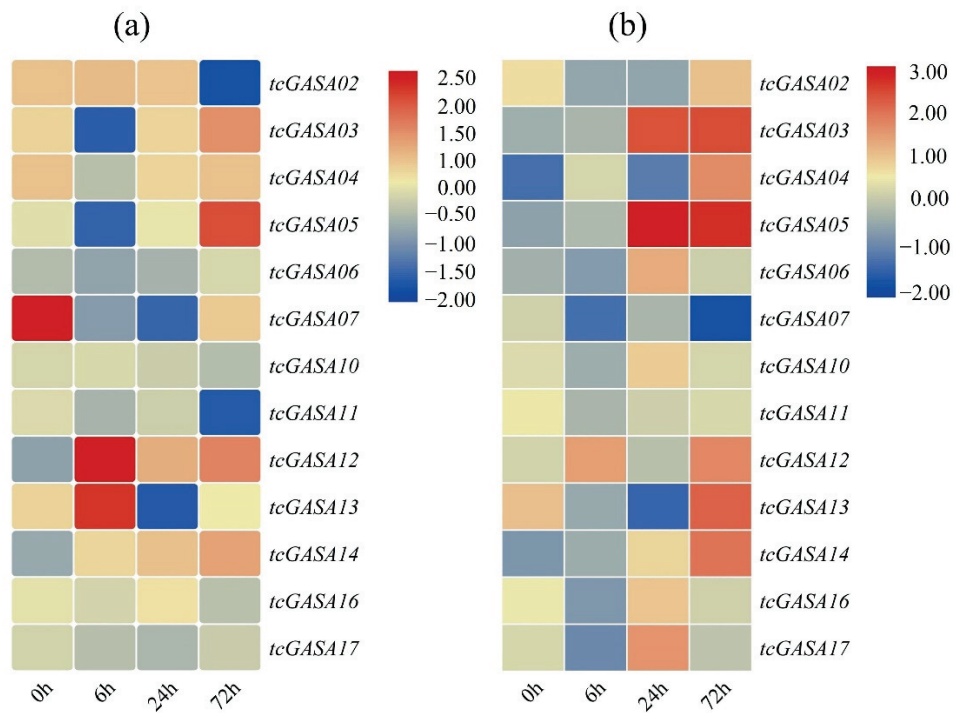 (a)
tcGASA02
tcGASA03
tcGASA04
tcGASA05
tcGASA06
tcGASA07
tcGASA10
tcGASA11
tcGASA12
tcGASA13
tcGASA14
tcGASA16
tcGASA17
0h 6h 24h 72h
2.50
2.00
1.50
1.00
0.00
−0.50
−1.00
−1.50
−2.00
(b)
tcGASA02
tcGASA03
tcGASA04
tcGASA05
tcGASA06
tcGASA07
tcGASA10
tcGASA11
tcGASA12
tcGASA13
tcGASA14
tcGASA16
tcGASA17
0h 6h 24h 72h
3.00
2.00
1.00
0.00
−1.00
−2.00